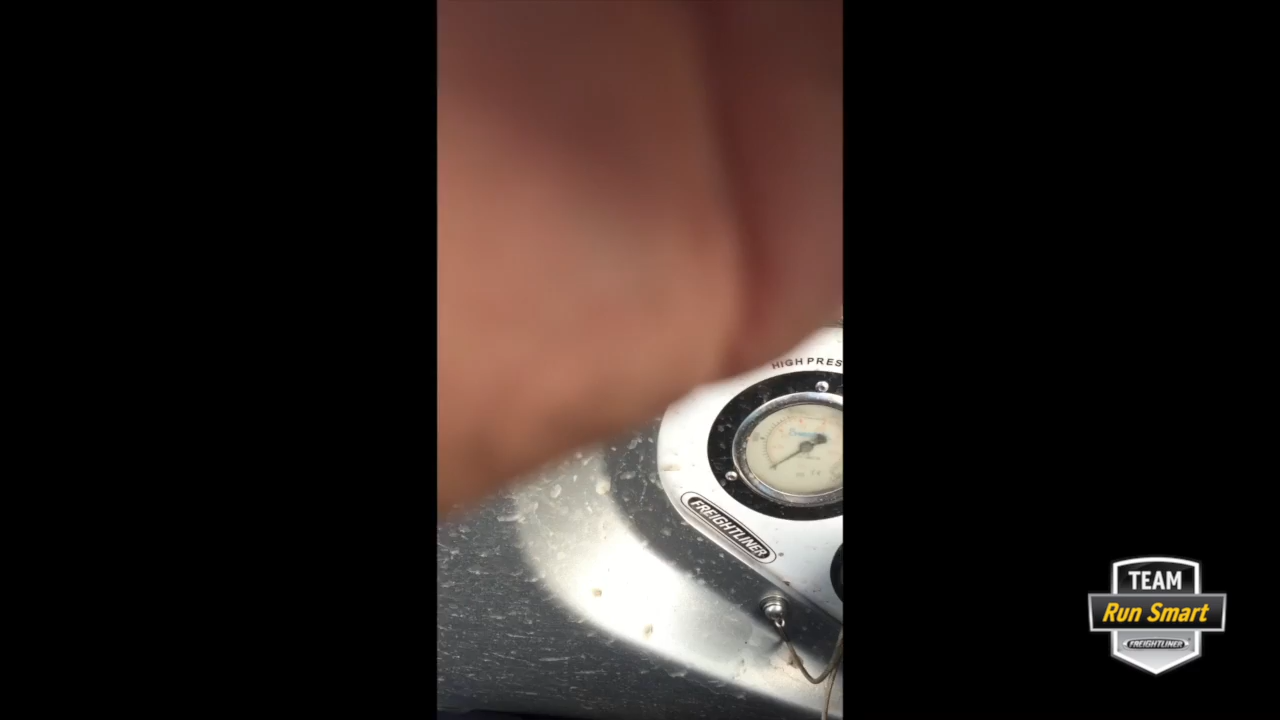 HIGH PRES
FREIGHTLINER
TEAM
Run Smart
FREIGHTLINER